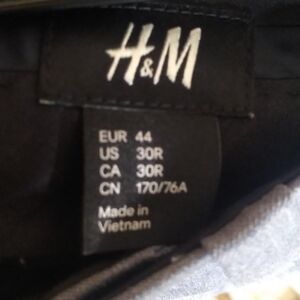 H&M
EUR 44
US 30R
CA 30R
CN 170/76A
Made in
Vietnam